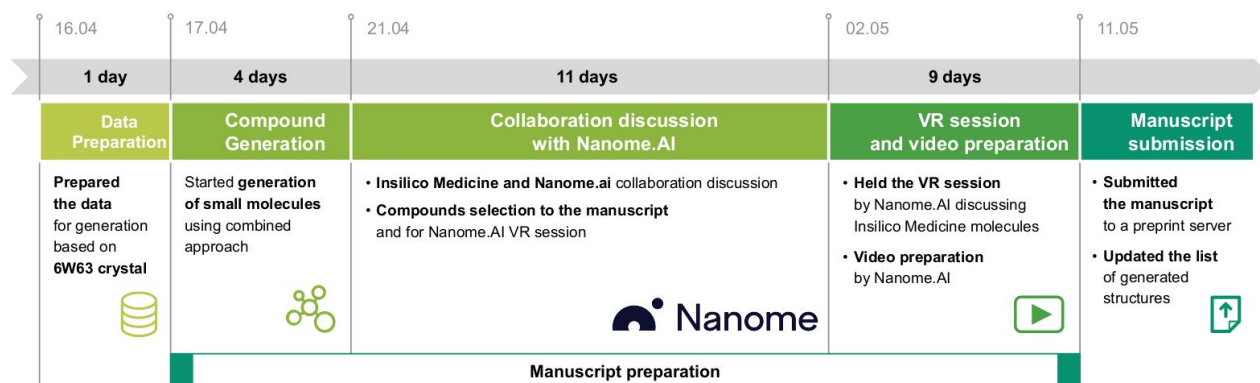 16.04
17.04
21.04
02.05
11.05
1 day
4 days
11 days
9 days
Data
Preparation
Compound
Generation
Collaboration discussion
with Nanome.AI
VR session
and video preparation
Manuscript
submission
Prepared
the data
for generation
based on
6W63 crystal
Started generation
of small molecules
using combined
approach
• Insilico Medicine and Nanome.ai collaboration discussion
• Compounds selection to the manuscript
and for Nanome.AI VR session
Nanome
• Held the VR session
by Nanome.AI discussing
Insilico Medicine molecules
• Video preparation
by Nanome.AI
• Submitted
the manuscript
to a preprint server
• Updated the list
of generated
structures
Manuscript preparation